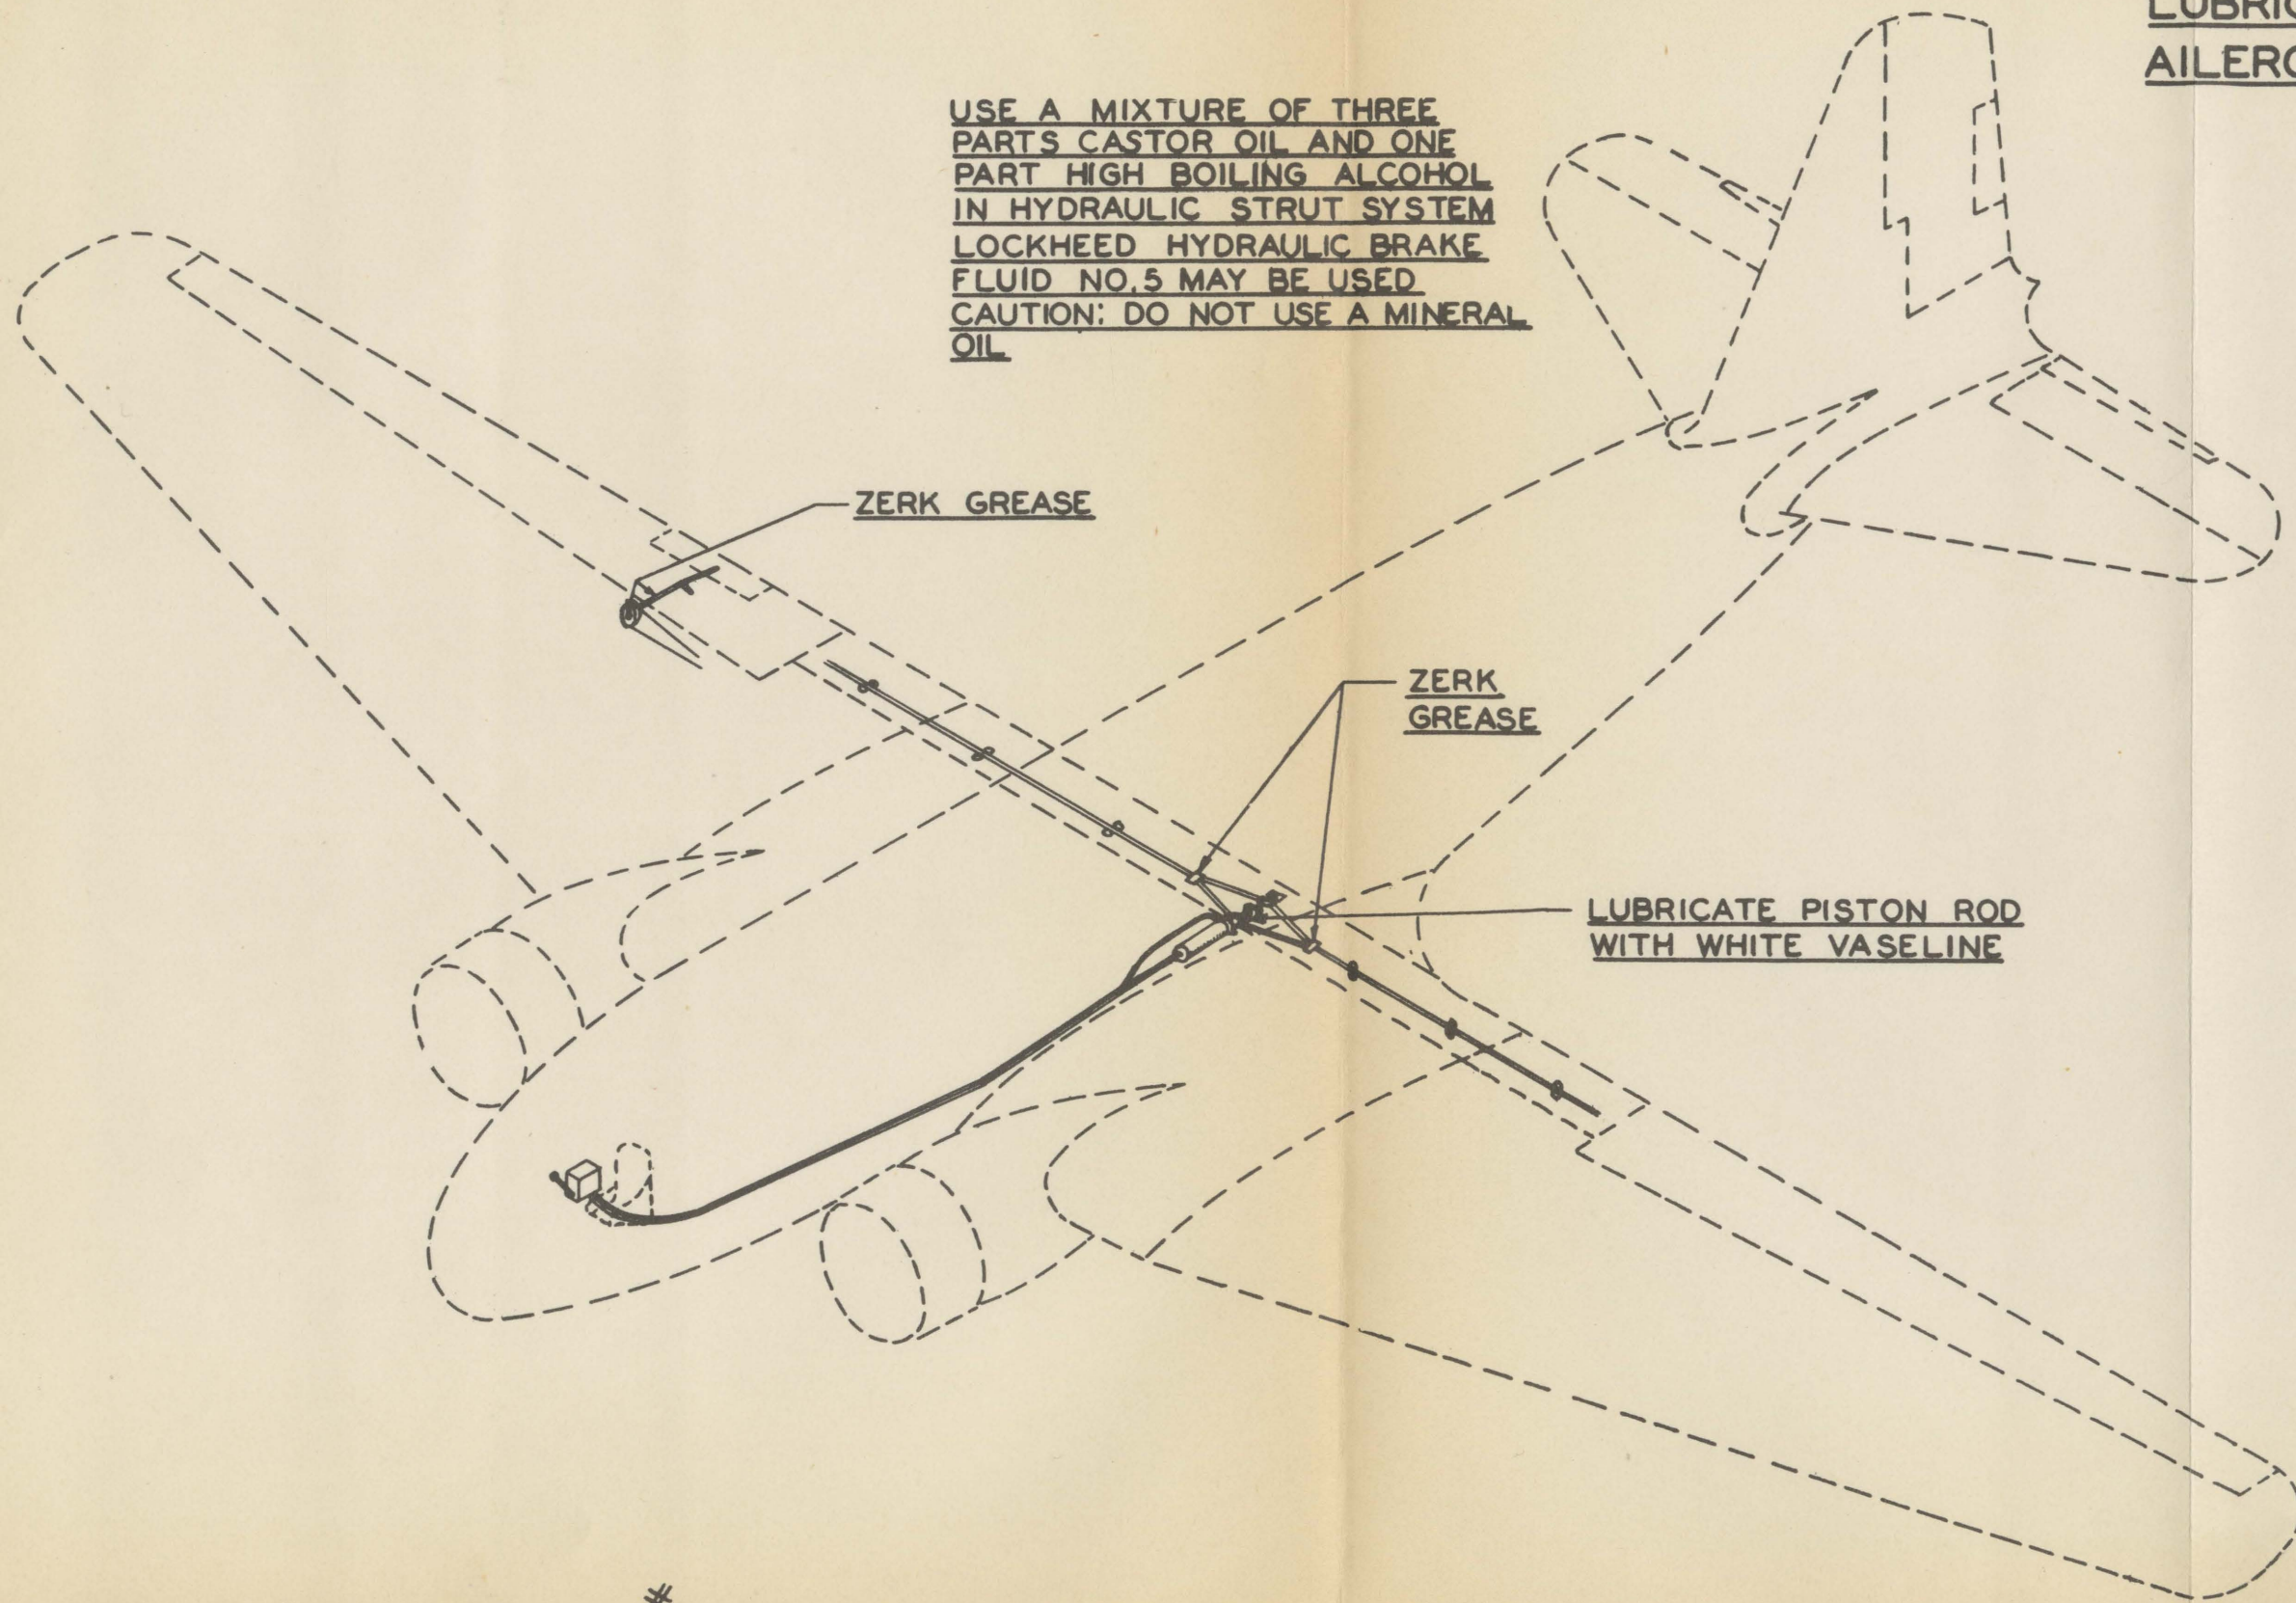 USE A MIXTURE OF THREE
PARTS CASTOR OIL AND ONE
PART HIGH BOILING ALCOHOL
IN HYDRAULIC STRUT SYSTEM
LOCKHEED HYDRAULIC BRAKE
FLUID NO.5 MAY BE USED
CAUTION: DO NOT USE A MINERAL
OIL
ZERK GREASE
ZERK
GREASE
LUBRICATE PISTON ROD
WITH WHITE VASELINE
#